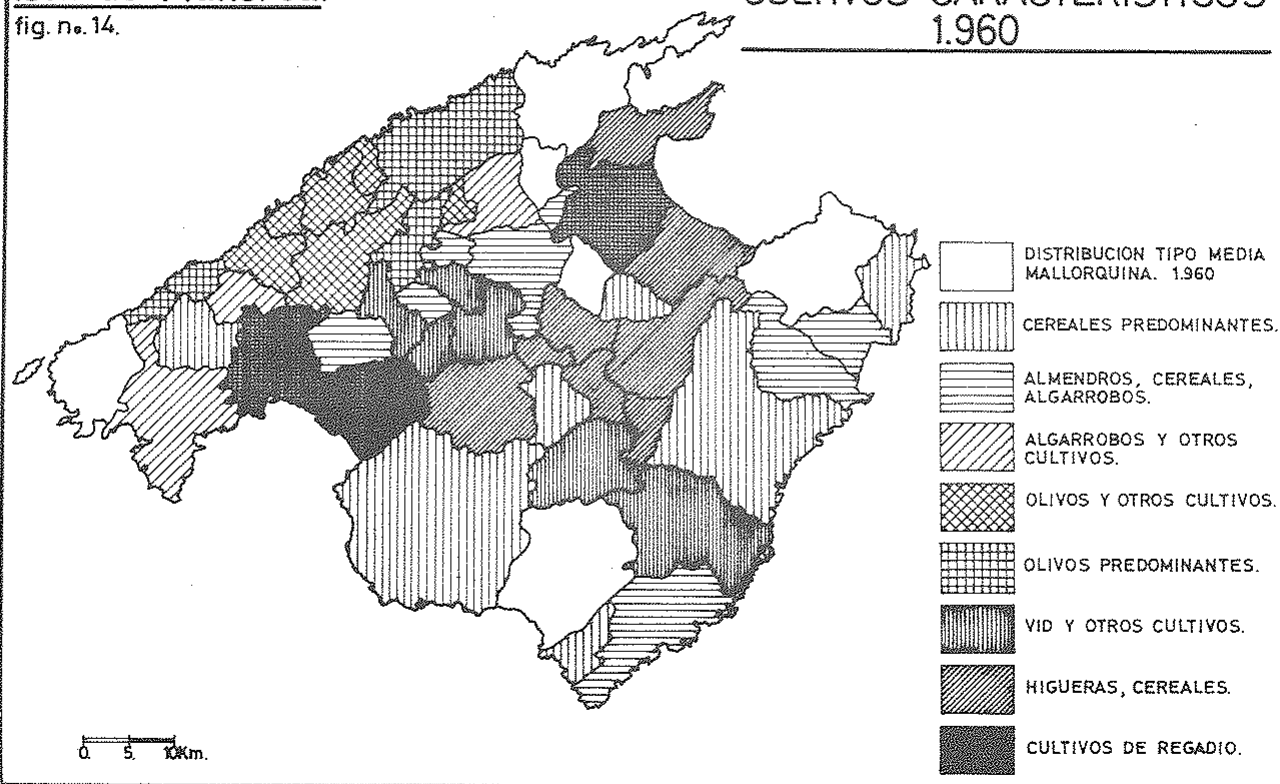 fig. nº. 14.
CULTIVOS CARACTERISTICOS
1.960
DISTRIBUCION TIPO MEDIA
MALLORQUINA. 1.960
CEREALES PREDOMINANTES.
ALMENDROS, CEREALES,
ALGARROBOS.
ALGARROBOS Y OTROS
CULTIVOS.
OLIVOS Y OTROS CULTIVOS.
OLIVOS PREDOMINANTES.
VID Y OTROS CULTIVOS.
HIGUERAS, CEREALES.
CULTIVOS DE REGADIO.
0. 5. 10Km.